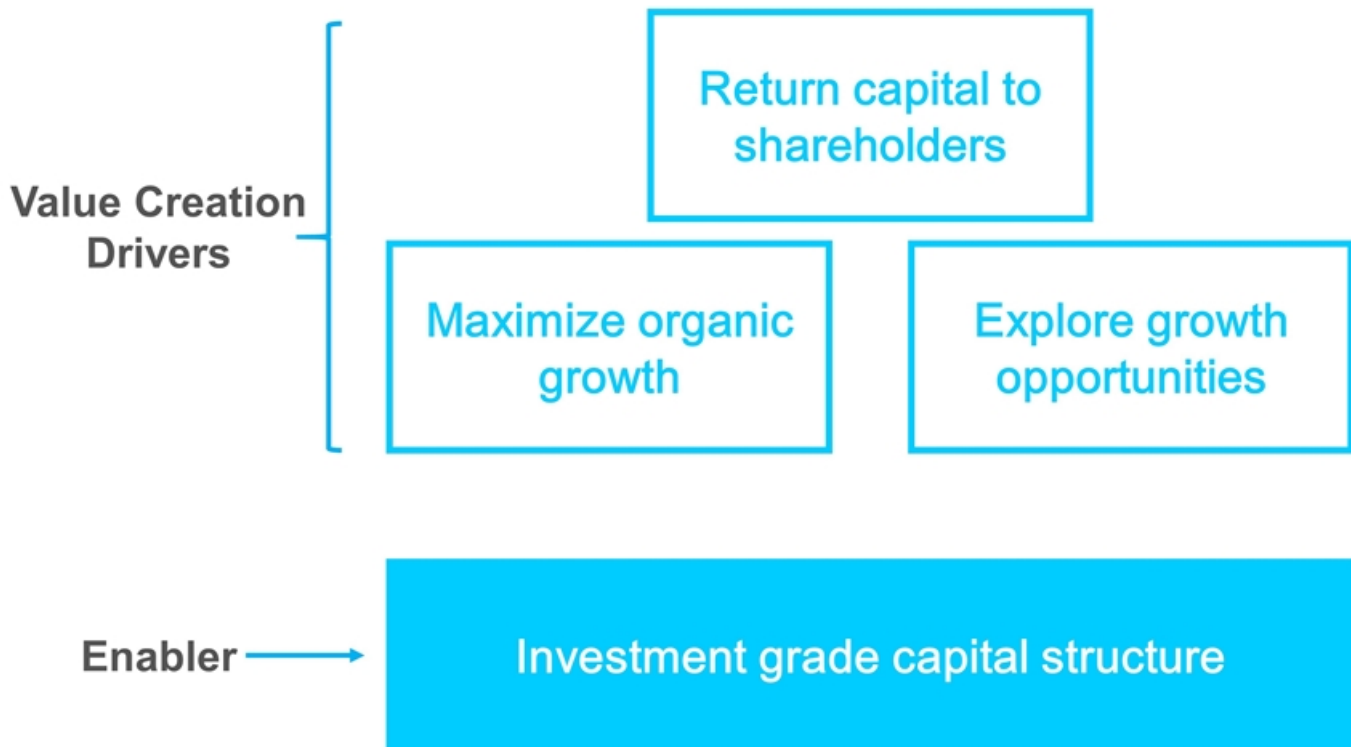 Return capital to
shareholders
Value Creation
Drivers
Maximize organic
growth
Explore growth
opportunities
Enabler
Investment grade capital structure